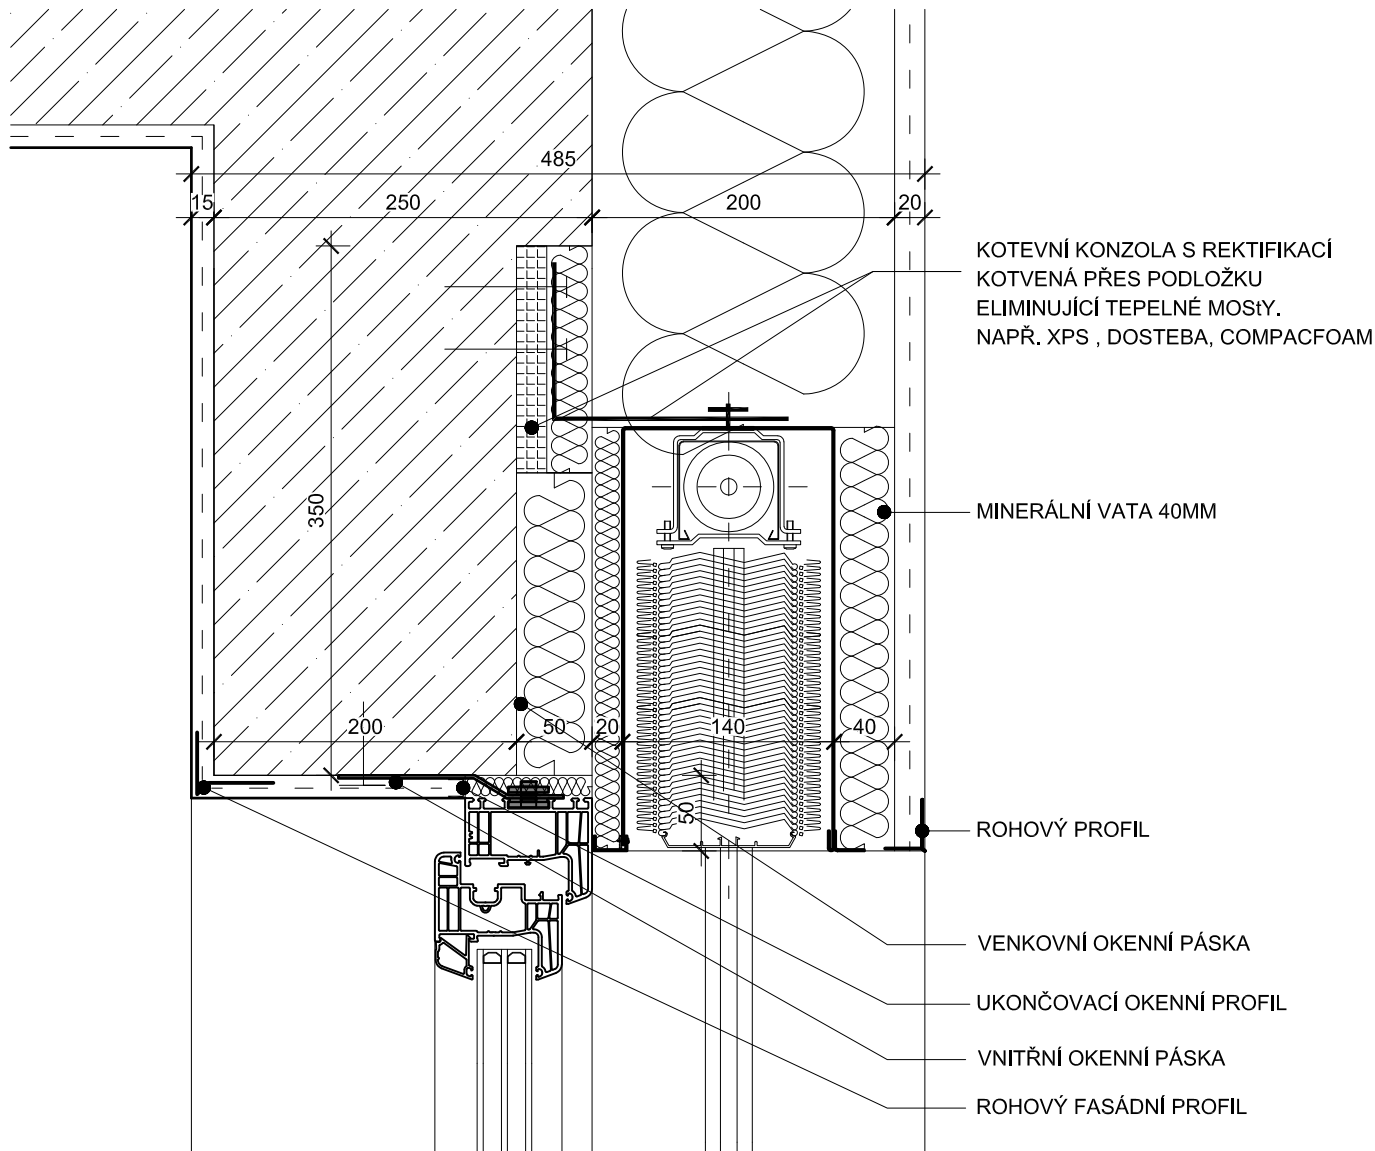 485
15
250
200
20
KOTEVNÍ KONZOLA S REKTIFIKACÍ
KOTVENÁ PŘES PODLOŽKU
ELIMINUJÍCÍ TEPELNÉ MOStY.
NAPŘ. XPS , DOSTEBA, COMPACFOAM
350
MINERÁLNÍ VATA 40MM
200
50
20
140
40
50
ROHOVÝ PROFIL
VENKOVNÍ OKENNÍ PÁSKA
UKONČOVACÍ OKENNÍ PROFIL
VNITŘNÍ OKENNÍ PÁSKA
ROHOVÝ FASÁDNÍ PROFIL